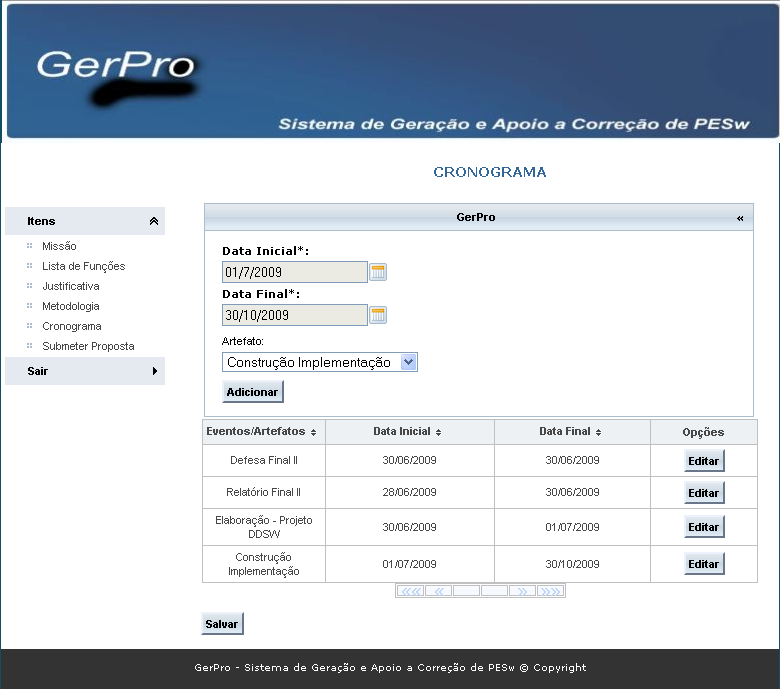 GerPro
Sistema de Geração e Apoio a Correção de PESw
CRONOGRAMA
Itens
Missão
Lista de Funções
Justificativa
Metodologia
Cronograma
Submeter Proposta
Sair
GerPro «
Data Inicial*:
01/7/2009
Data Final*:
30/10/2009
Artefato:
Construção Implementação
Adicionar
Eventos/Artefatos Data Inicial Data Final Opções
Defesa Final II 30/06/2009 30/06/2009 Editar
Relatório Final II 28/06/2009 30/06/2009 Editar
Elaboração - Projeto
DDSW 30/06/2009 01/07/2009 Editar
Construção
Implementação 01/07/2009 30/10/2009 Editar
«« « » »»
Salvar
GerPro - Sistema de Geração e Apoio a Correção de PESw © Copyright